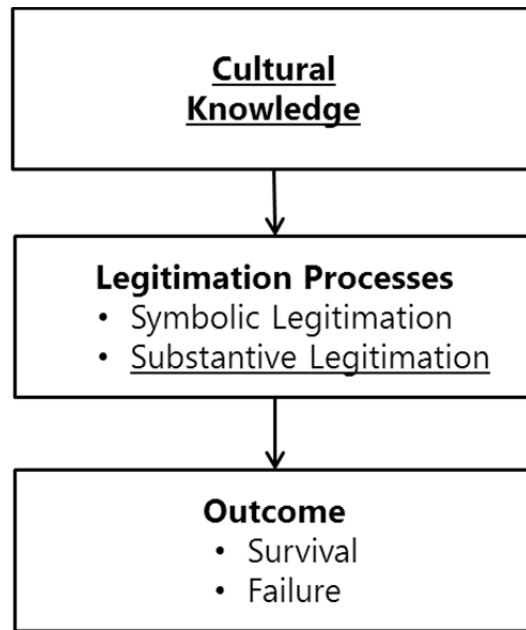 Cultural
Knowledge
Legitimation Processes
• Symbolic Legitimation
• Substantive Legitimation
Outcome
• Survival
• Failure